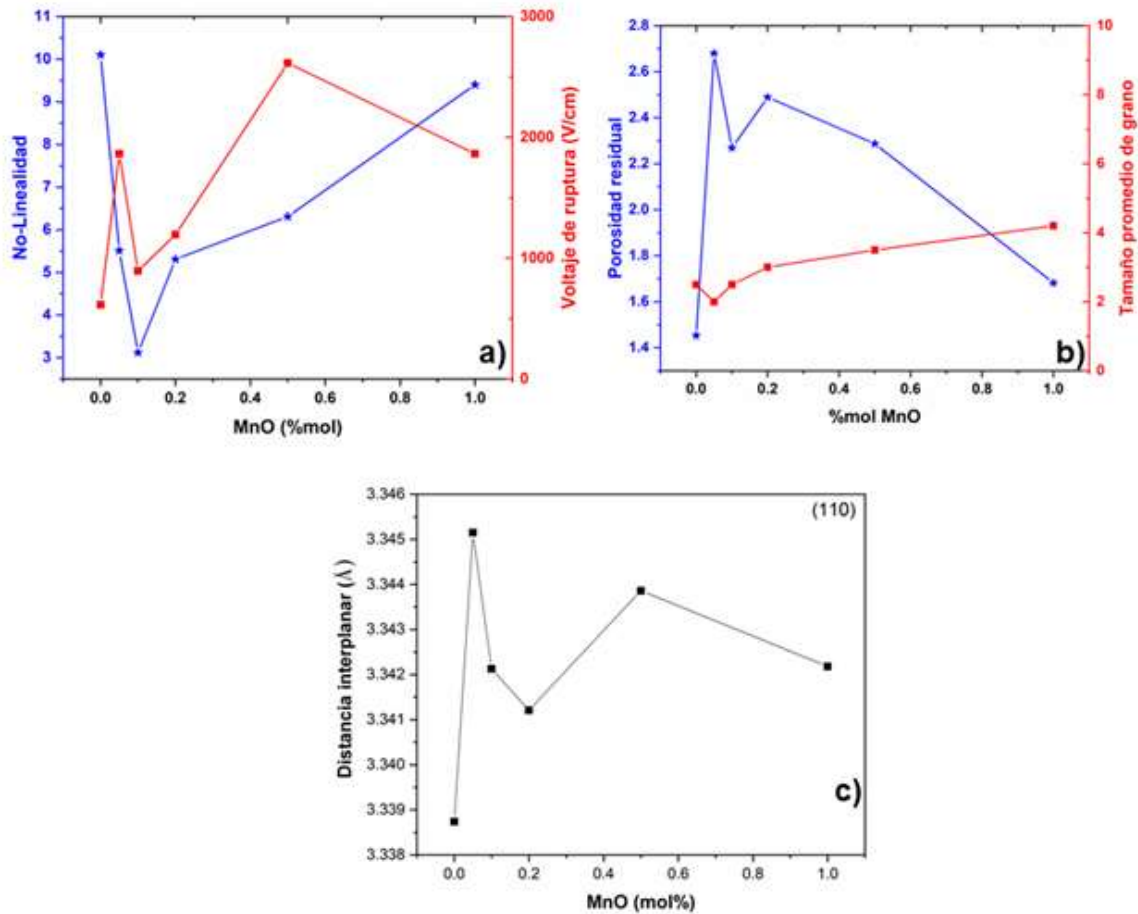 No-Linealidad
11
10
9
8
7
6
5
4
3
3000
2000
1000
0
Voltaje de ruptura (V/cm)
0.0 0.2 0.4 0.6 0.8 1.0
MnO (%mol)
a)
Porosidad residual
2.8
2.6
2.4
2.2
2.0
1.8
1.6
1.4
10
8
6
4
2
0
Tamaño promedio de grano
0.0 0.2 0.4 0.6 0.8 1.0
%mol MnO
b)
Distancia interplanar (Å)
3.346
3.345
3.344
3.343
3.342
3.341
3.340
3.339
3.338
(110)
c)
0.0 0.2 0.4 0.6 0.8 1.0
MnO (mol%)